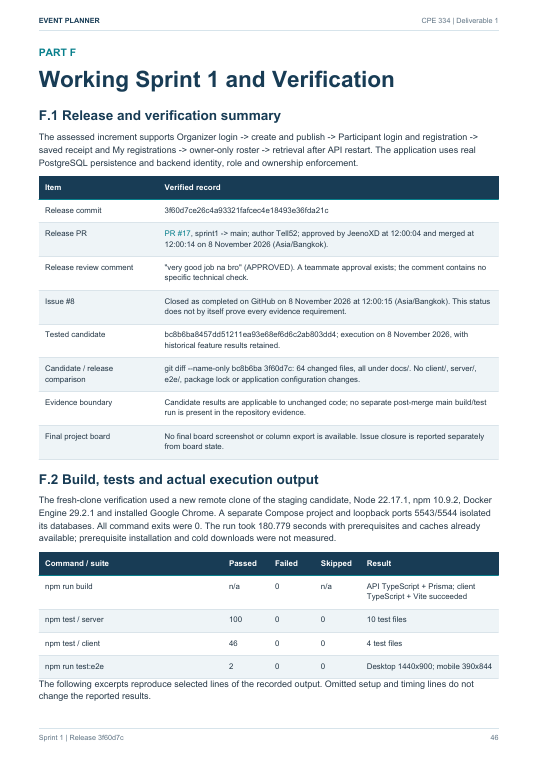 EVENT PLANNER
CPE 334 | Deliverable 1
PART F
Working Sprint 1 and Verification
F.1 Release and verification summary
The assessed increment supports Organizer login -> create and publish -> Participant login and registration ->
saved receipt and My registrations -> owner-only roster -> retrieval after API restart. The application uses real
PostgreSQL persistence and backend identity, role and ownership enforcement.
Item Verified record
Release commit 3f60d7ce26c4a93321fafcec4e18493e36fda21c
Release PR PR #17, sprint1 -> main; author Tell52; approved by JeenoXD at 12:00:04 and merged at
12:00:14 on 8 November 2026 (Asia/Bangkok).
Release review comment "very good job na bro" (APPROVED). A teammate approval exists; the comment contains no
specific technical check.
Issue #8 Closed as completed on GitHub on 8 November 2026 at 12:00:15 (Asia/Bangkok). This status
does not by itself prove every evidence requirement.
Tested candidate bc8b6ba8457dd51211ea93e68ef6d6c2ab803dd4; execution on 8 November 2026, with
historical feature results retained.
Candidate / release git diff --name-only bc8b6ba 3f60d7c: 64 changed files, all under docs/. No client/, server/,
comparison e2e/, package lock or application configuration changes.
Evidence boundary Candidate results are applicable to unchanged code; no separate post-merge main build/test
run is present in the repository evidence.
Final project board No final board screenshot or column export is available. Issue closure is reported separately
from board state.
F.2 Build, tests and actual execution output
The fresh-clone verification used a new remote clone of the staging candidate, Node 22.17.1, npm 10.9.2, Docker
Engine 29.2.1 and installed Google Chrome. A separate Compose project and loopback ports 5543/5544 isolated
its databases. All command exits were 0. The run took 180.779 seconds with prerequisites and caches already
available; prerequisite installation and cold downloads were not measured.
Command / suite Passed Failed Skipped Result
npm run build n/a 0 n/a API TypeScript + Prisma; client
TypeScript + Vite succeeded
npm test / server 100 0 0 10 test files
npm test / client 46 0 0 4 test files
npm run test:e2e 2 0 0 Desktop 1440x900; mobile 390x844
The following excerpts reproduce selected lines of the recorded output. Omitted setup and timing lines do not
change the reported results.
Sprint 1 | Release 3f60d7c
46